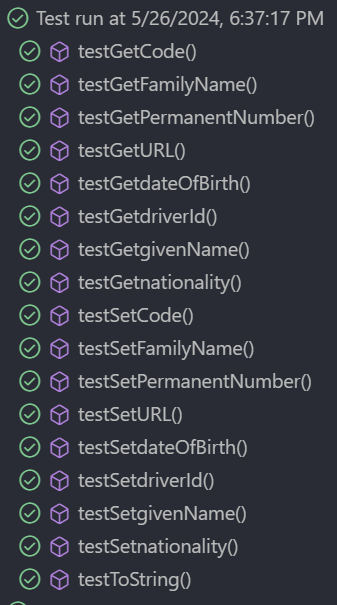 Test run at 5/26/2024, 6:37:17 PM
testGetCode()
testGetFamilyName()
testGetPermanentNumber()
testGetURL()
testGetdateOfBirth()
testGetdriverId()
testGetgivenName()
testGetnationality()
testSetCode()
testSetFamilyName()
testSetPermanentNumber()
testSetURL()
testSetdateOfBirth()
testSetdriverId()
testSetgivenName()
testSetnationality()
testToString()